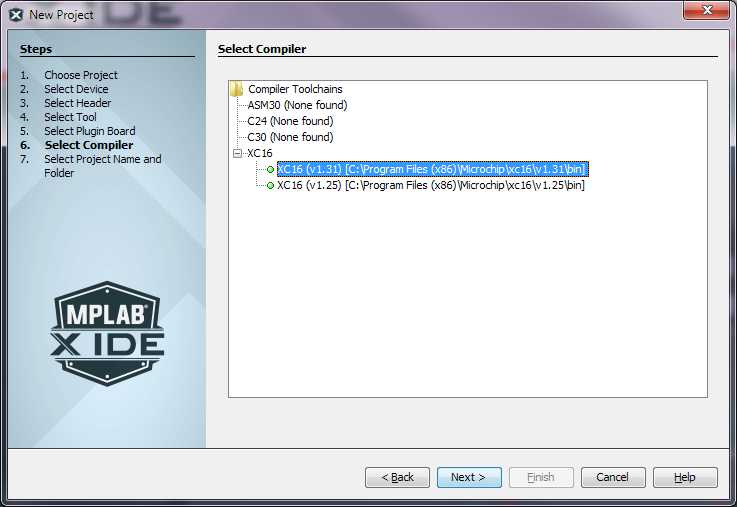 New Project
Steps
1. Choose Project
2. Select Device
3. Select Header
4. Select Tool
5. Select Plugin Board
6. Select Compiler
7. Select Project Name and
Folder
MPLAB
X IDE
Select Compiler
Compiler Toolchains
ASM30 (None found)
C24 (None found)
C30 (None found)
XC16
XC16 (v1.31) [C:\Program Files (x86)\Microchip\xc16\v1.31\bin]
XC16 (v1.25) [C:\Program Files (x86)\Microchip\xc16\v1.25\bin]
< Back
Next >
Finish
Cancel
Help